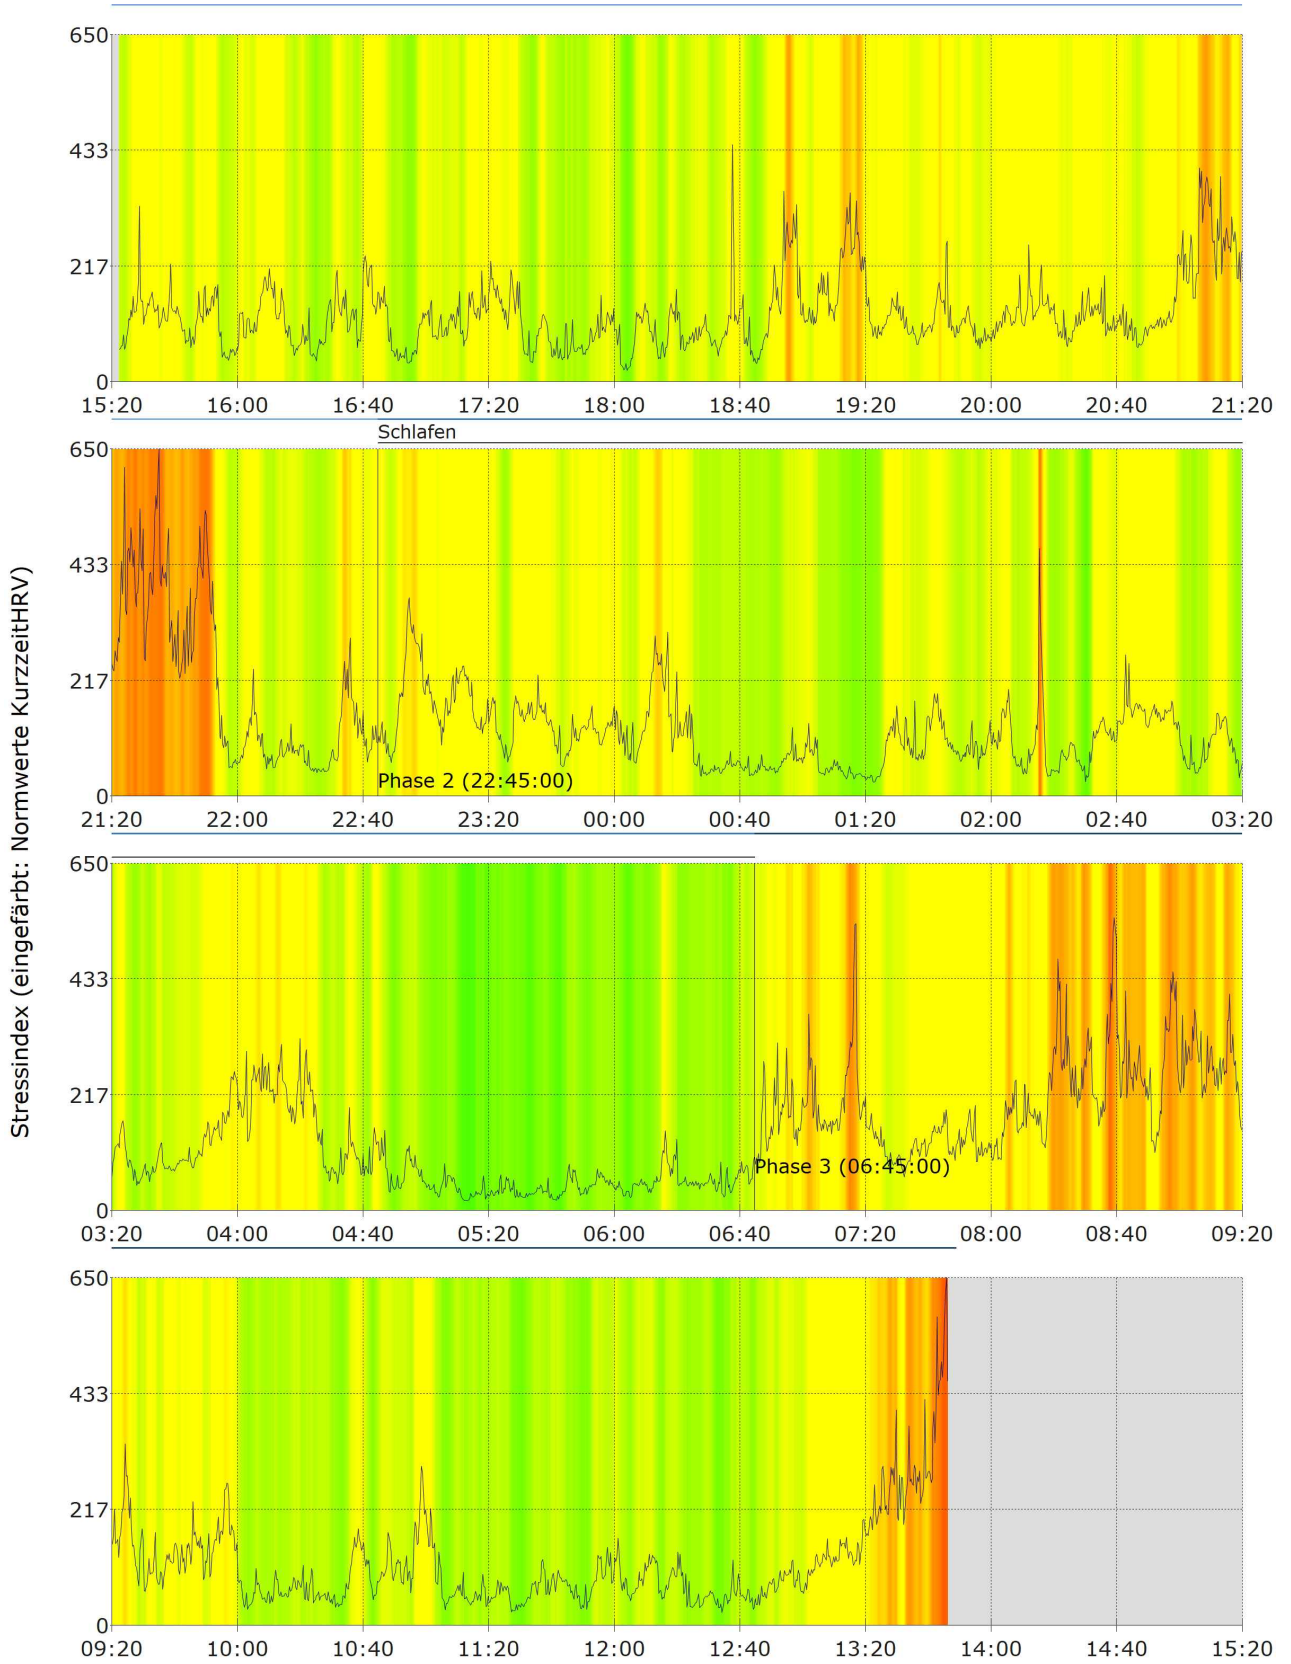 Stressindex (eingefärbt: Normwerte KurzzeitHRV)
650
433
217
0
15:20 16:00 16:40 17:20 18:00 18:40 19:20 20:00 20:40 21:20
Schlafen
650
433
217
Phase 2 (22:45:00)
0
21:20 22:00 22:40 23:20 00:00 00:40 01:20 02:00 02:40 03:20
650
433
217
Phase 3 (06:45:00)
0
03:20 04:00 04:40 05:20 06:00 06:40 07:20 08:00 08:40 09:20
650
433
217
0
09:20 10:00 10:40 11:20 12:00 12:40 13:20 14:00 14:40 15:20